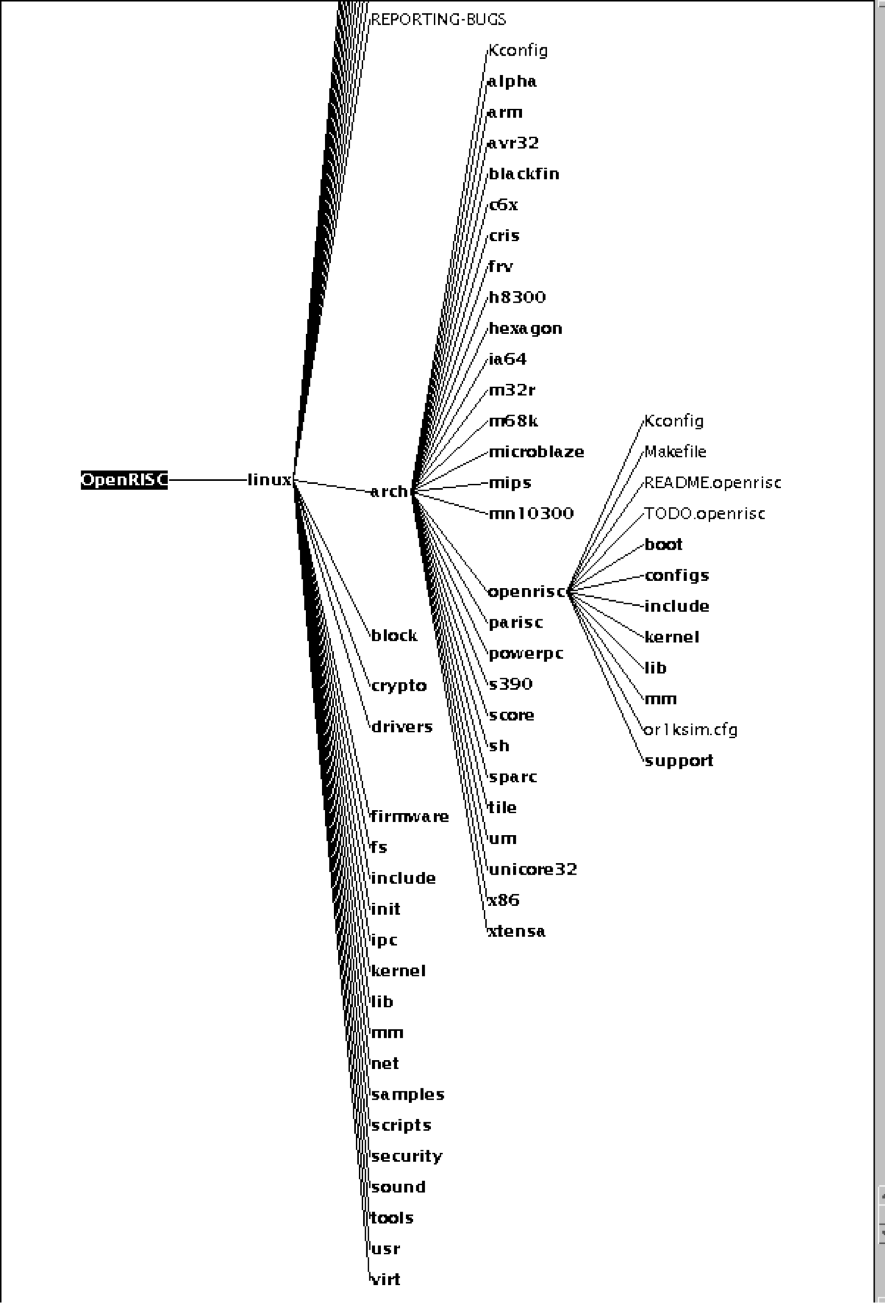 REPORTING-BUGS
Kconfig
alpha
arm
avr32
blackfin
c6x
cris
frv
h8300
hexagon
ia64
m32r
m68k
microblaze
mips
mn10300
openrisc
parisc
powerpc
s390
score
sh
sparc
tile
um
unicore32
x86
xtensa
Kconfig
Makefile
README.openrisc
TODO.openrisc
boot
configs
include
kernel
lib
mm
or1ksim.cfg
support
OpenRISC
linux
arch
block
crypto
drivers
firmware
fs
include
init
ipc
kernel
lib
mm
net
samples
scripts
security
sound
tools
usr
virt